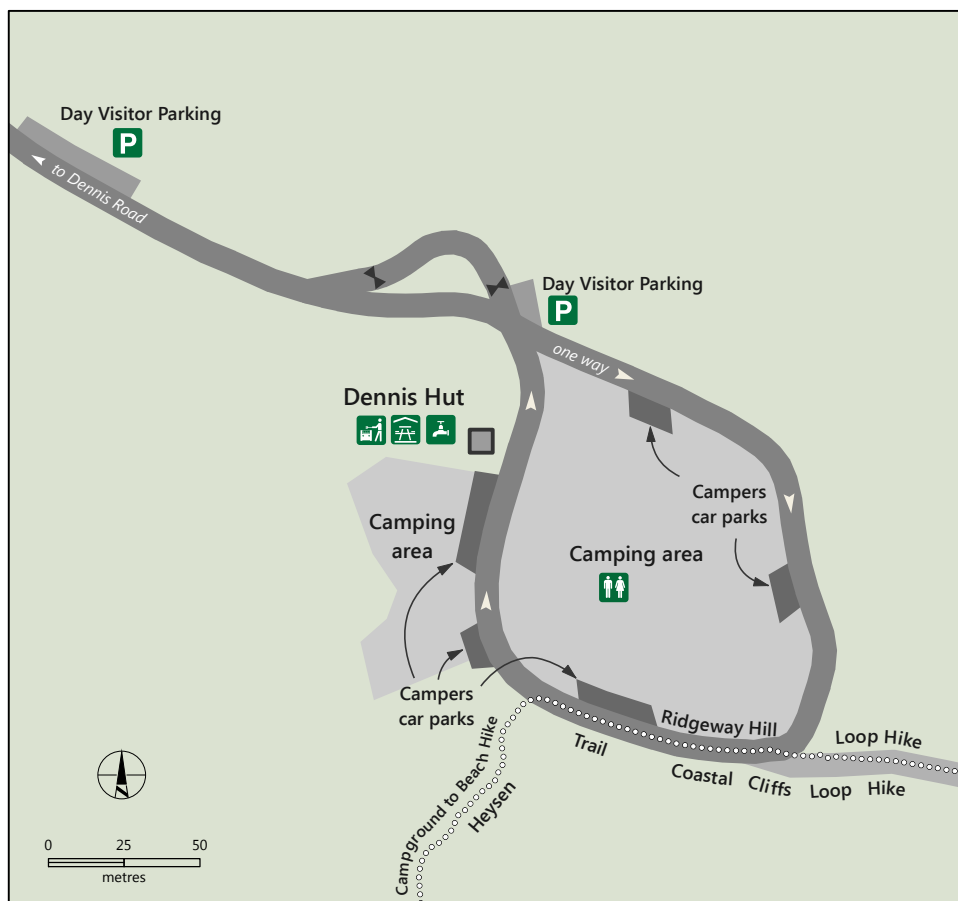 Day Visitor Parking
P
to Dennis Road
Day Visitor Parking
P
one way
Dennis Hut
Campers
car parks
Camping
area
Camping area
Campers
car parks
Ridgeway Hill
Loop Hike
Trail
Coastal Cliffs Loop Hike
Campground to Beach Hike
Heysen
0 25 50
metres